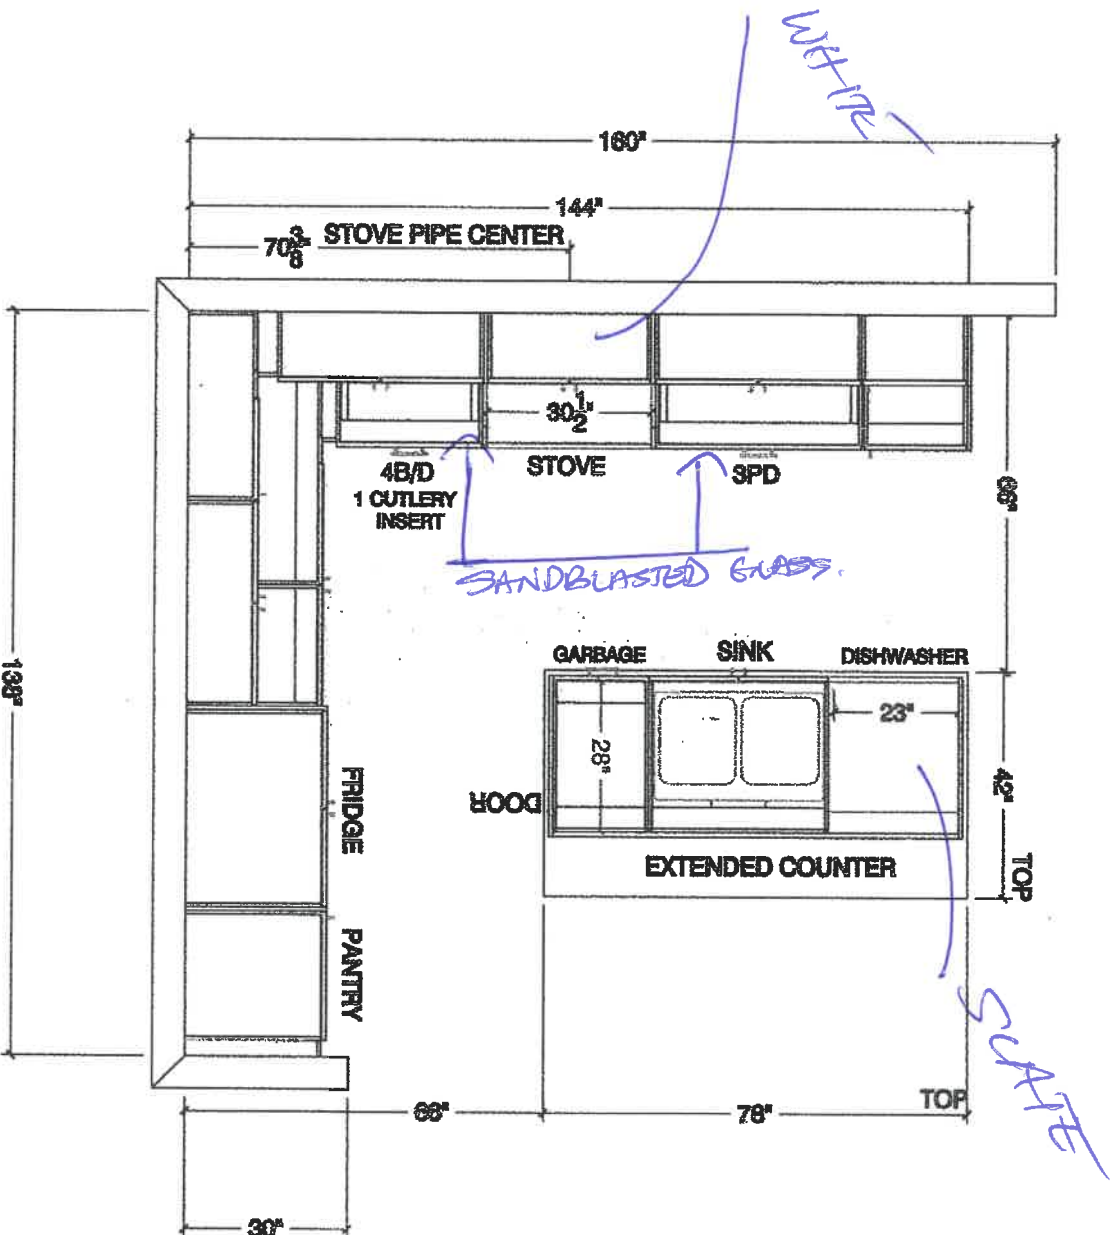 WHITE
160"
144"
70 3/8" STOVE PIPE CENTER
30 1/2"
4B/D
1 CUTLERY
INSERT
STOVE
3PD
66"
SANDBLASTED GLASS.
GARBAGE
SINK
DISHWASHER
28"
23"
42"
TOP
DOOR
EXTENDED COUNTER
138"
FRIDGE
PANTRY
SLATE
66"
78"
TOP
30"